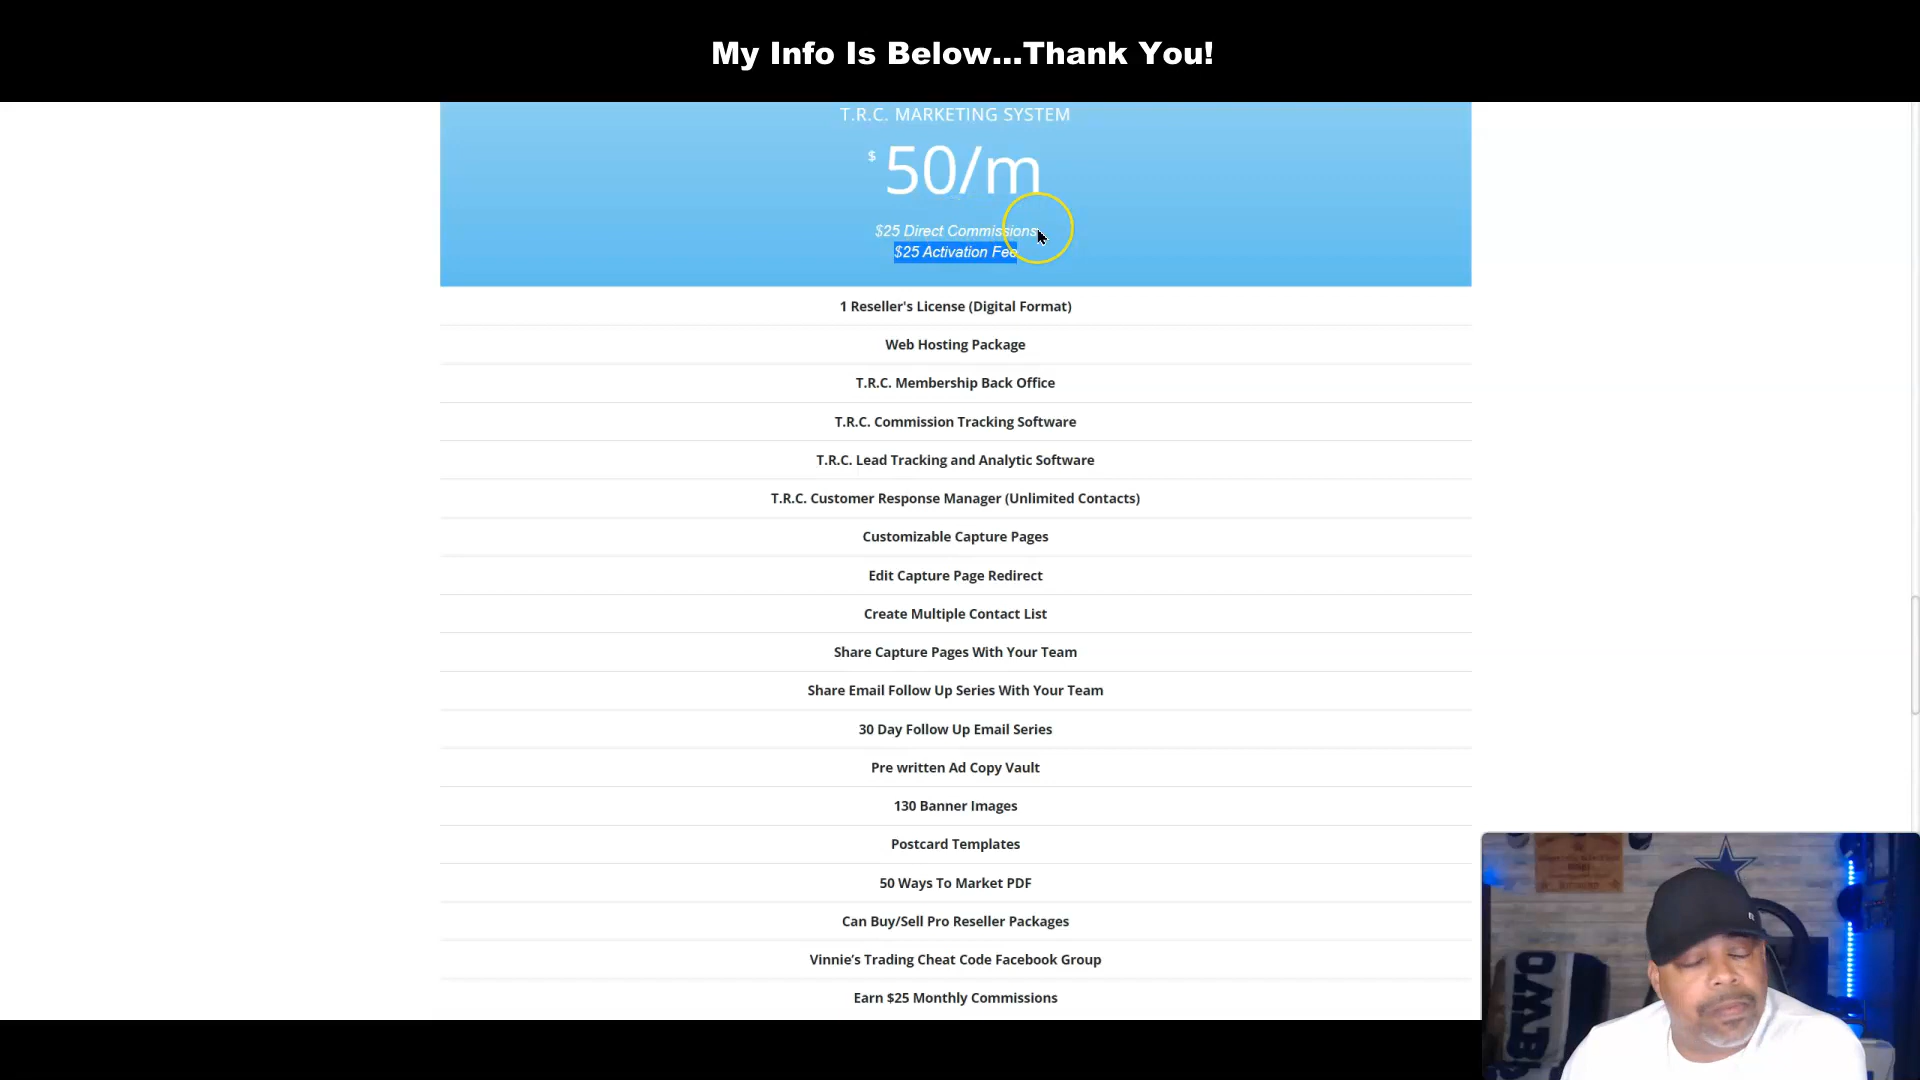 My Info Is Below...Thank You!
T.R.C. MARKETING SYSTEM
$50/m
$25 Direct Commissions
$25 Activation Fee
1 Reseller's License (Digital Format)
Web Hosting Package
T.R.C. Membership Back Office
T.R.C. Commission Tracking Software
T.R.C. Lead Tracking and Analytic Software
T.R.C. Customer Response Manager (Unlimited Contacts)
Customizable Capture Pages
Edit Capture Page Redirect
Create Multiple Contact List
Share Capture Pages With Your Team
Share Email Follow Up Series With Your Team
30 Day Follow Up Email Series
Pre written Ad Copy Vault
130 Banner Images
Postcard Templates
50 Ways To Market PDF
Can Buy/Sell Pro Reseller Packages
Vinnie's Trading Cheat Code Facebook Group
Earn $25 Monthly Commissions